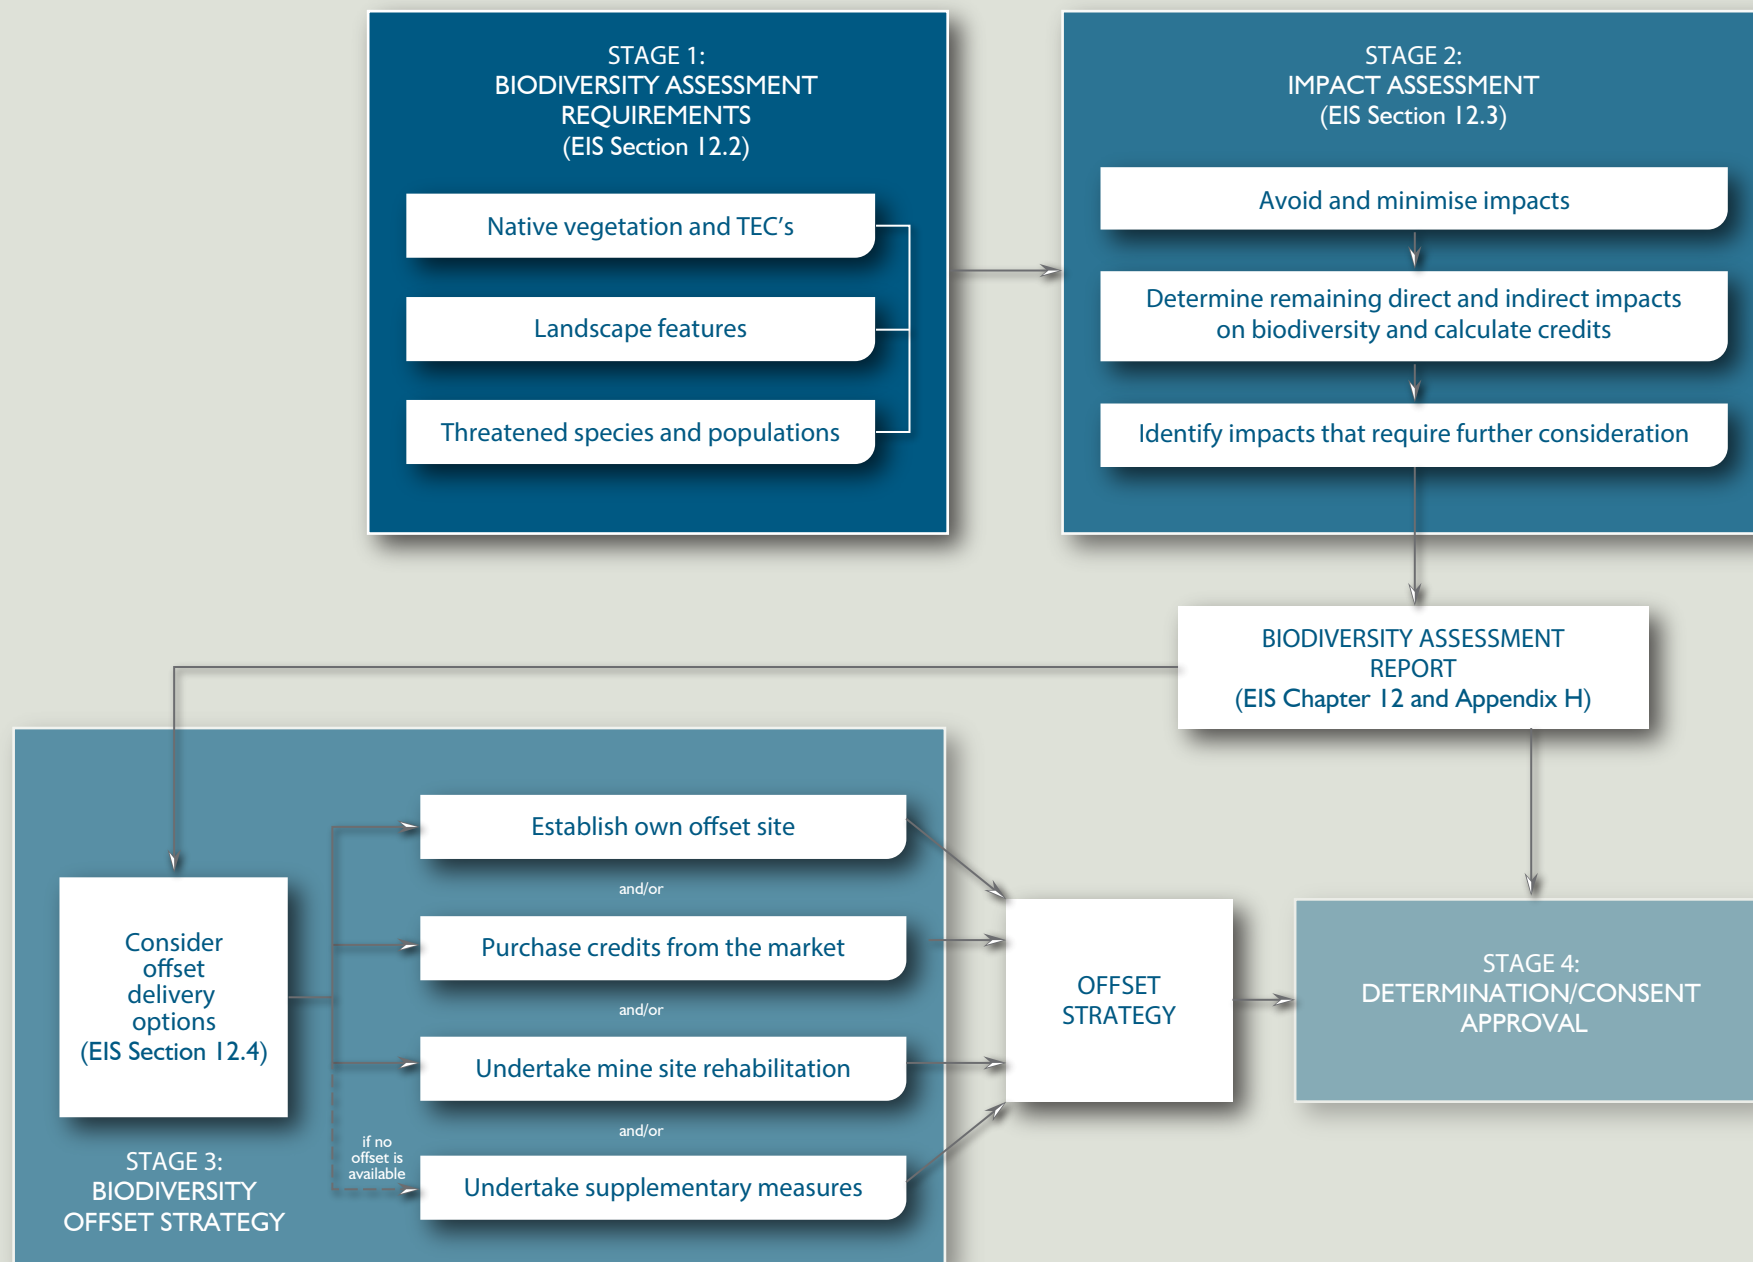 STAGE 1:
BIODIVERSITY ASSESSMENT
REQUIREMENTS
(EIS Section 12.2)
Native vegetation and TEC's
Landscape features
Threatened species and populations
STAGE 2:
IMPACT ASSESSMENT
(EIS Section 12.3)
Avoid and minimise impacts
Determine remaining direct and indirect impacts
on biodiversity and calculate credits
Identify impacts that require further consideration
BIODIVERSITY ASSESSMENT
REPORT
(EIS Chapter 12 and Appendix H)
Consider
offset
delivery
options
(EIS Section 12.4)
STAGE 3:
BIODIVERSITY
OFFSET STRATEGY
if no
offset is
available
Establish own offset site
and/or
Purchase credits from the market
and/or
Undertake mine site rehabilitation
and/or
Undertake supplementary measures
OFFSET
STRATEGY
STAGE 4:
DETERMINATION/CONSENT
APPROVAL